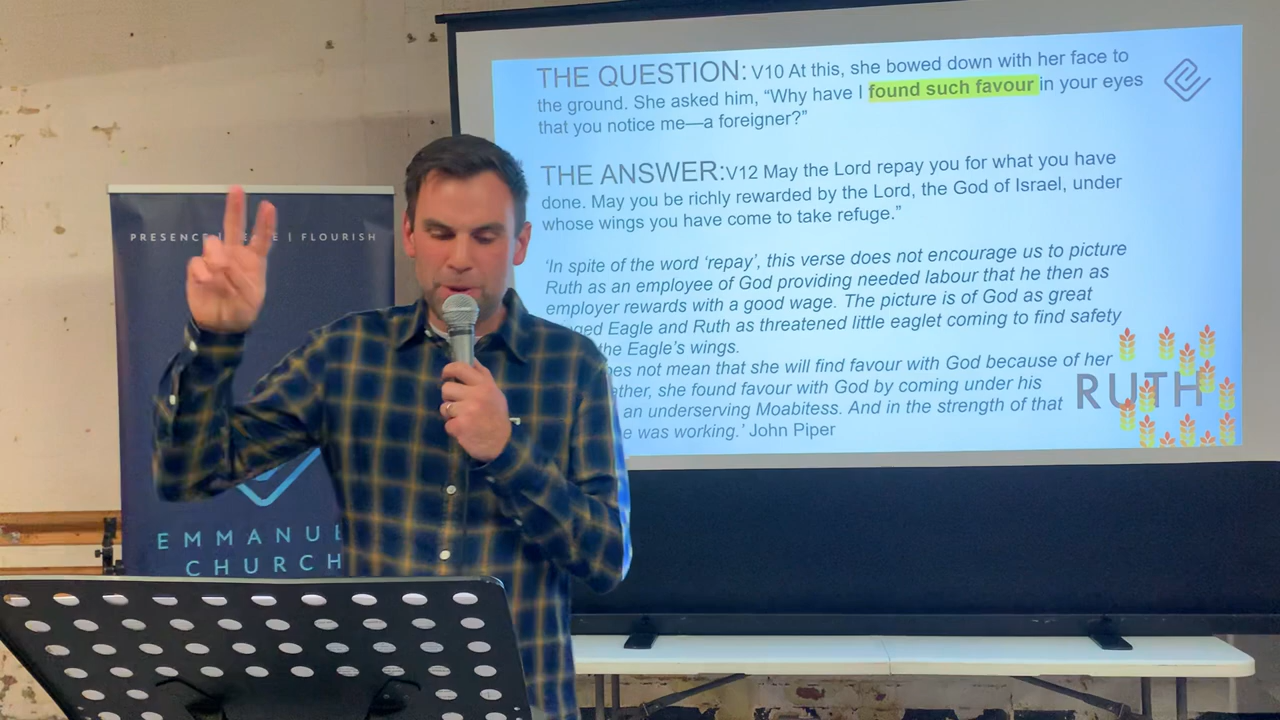 THE QUESTION: V10 At this, she bowed down with her face to
the ground. She asked him, “Why have I found such favour in your eyes
that you notice me—a foreigner?”
THE ANSWER:V12 May the Lord repay you for what you have
done. May you be richly rewarded by the Lord, the God of Israel, under
whose wings you have come to take refuge.”
‘In spite of the word ‘repay’, this verse does not encourage us to picture
Ruth as an employee of God providing needed labour that he then as
employer rewards with a good wage. The picture is of God as great
Eagle and Ruth as threatened little eaglet coming to find safety
the Eagle’s wings.
not mean that she will find favour with God because of her
she found favour with God by coming under his
an underserving Moabitess. And in the strength of that
was working.’ John Piper
RUTH
PRESENCE | | FLOURISH
EMMANUEL
CHURCH